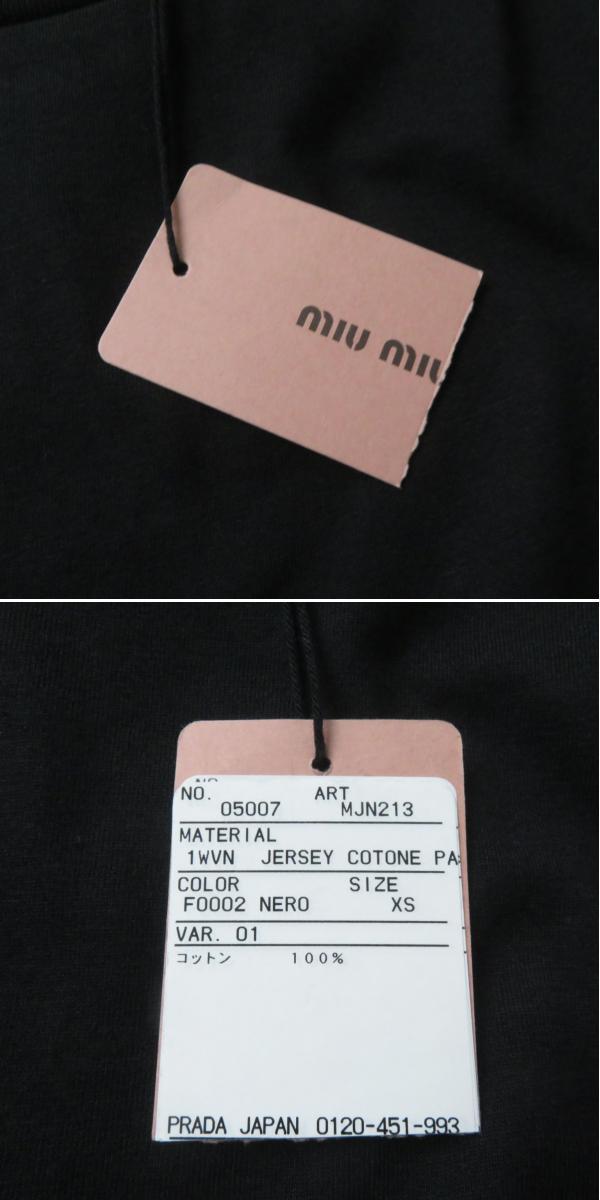 miu miu
NO. ART
05007 MJN213
MATERIAL
1WVN JERSEY COTONE PA
COLOR SIZE
F0002 NERO XS
VAR. 01
コットン 100%
PRADA JAPAN 0120-451-993